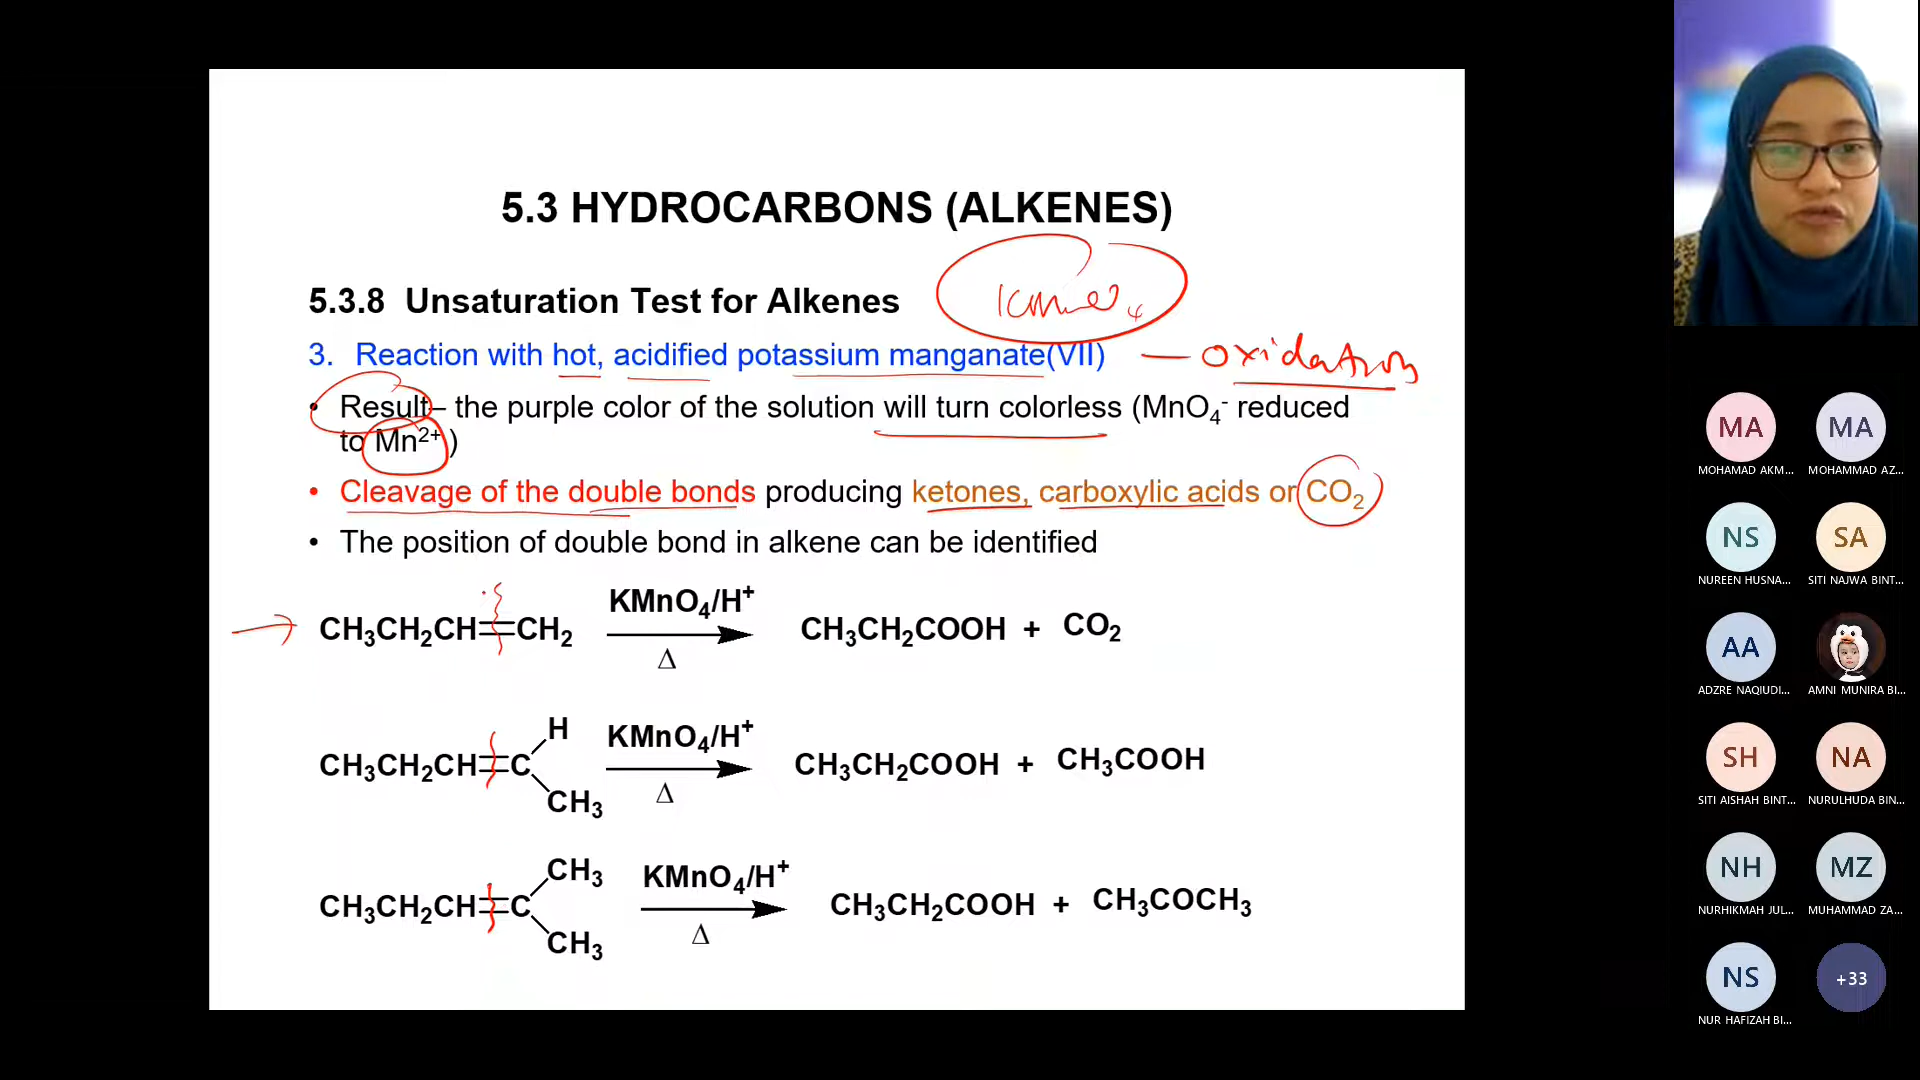 5.3 HYDROCARBONS (ALKENES)
5.3.8 Unsaturation Test for Alkenes
KMnO4
3. Reaction with hot, acidified potassium manganate(VII)
— oxidation
• Result– the purple color of the solution will turn colorless (MnO₄⁻ reduced
to Mn²⁺)
• Cleavage of the double bonds producing ketones, carboxylic acids or CO₂
• The position of double bond in alkene can be identified
CH₃CH₂CH=CH₂ KMnO₄/H⁺ Δ CH₃CH₂COOH + CO₂
H
CH₃CH₂CH=C KMnO₄/H⁺ Δ CH₃CH₂COOH + CH₃COOH
CH₃
CH₃
CH₃CH₂CH=C KMnO₄/H⁺ Δ CH₃CH₂COOH + CH₃COCH₃
CH₃
MA MA
MOHAMAD AKM... MOHAMMAD AZ...
NS SA
NUREEN HUSNA... SITI NAJWA BINT...
AA
ADZRE NAQIUDI... AMNI MUNIRA BI...
SH NA
SITI AISHAH BINT... NURULHUDA BIN...
NH MZ
NURHIKMAH JUL... MUHAMMAD ZA...
NS +33
NUR HAFIZAH BI...